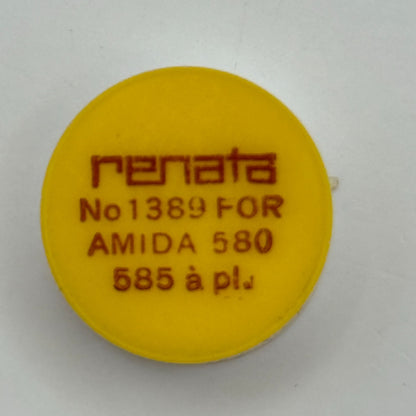 renata
No 1389 FOR
AMIDA 580
585 à pl.